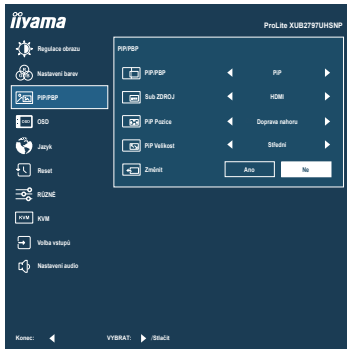 iiyama
ProLite XUB2797UHSNP
Regulace obrazu
Nastavení barev
PiP/PBP
OSD
Jazyk
Reset
RŮZNÉ
KVM KVM
Volba vstupů
Nastavení audio
PiP/PBP
PiP/PBP PiP
Sub ZDROJ HDMI
PiP Pozice Doprava nahoru
PiP Velikost Střední
Změnit Ano Ne
Konec: VYBRAT: /Stlačit